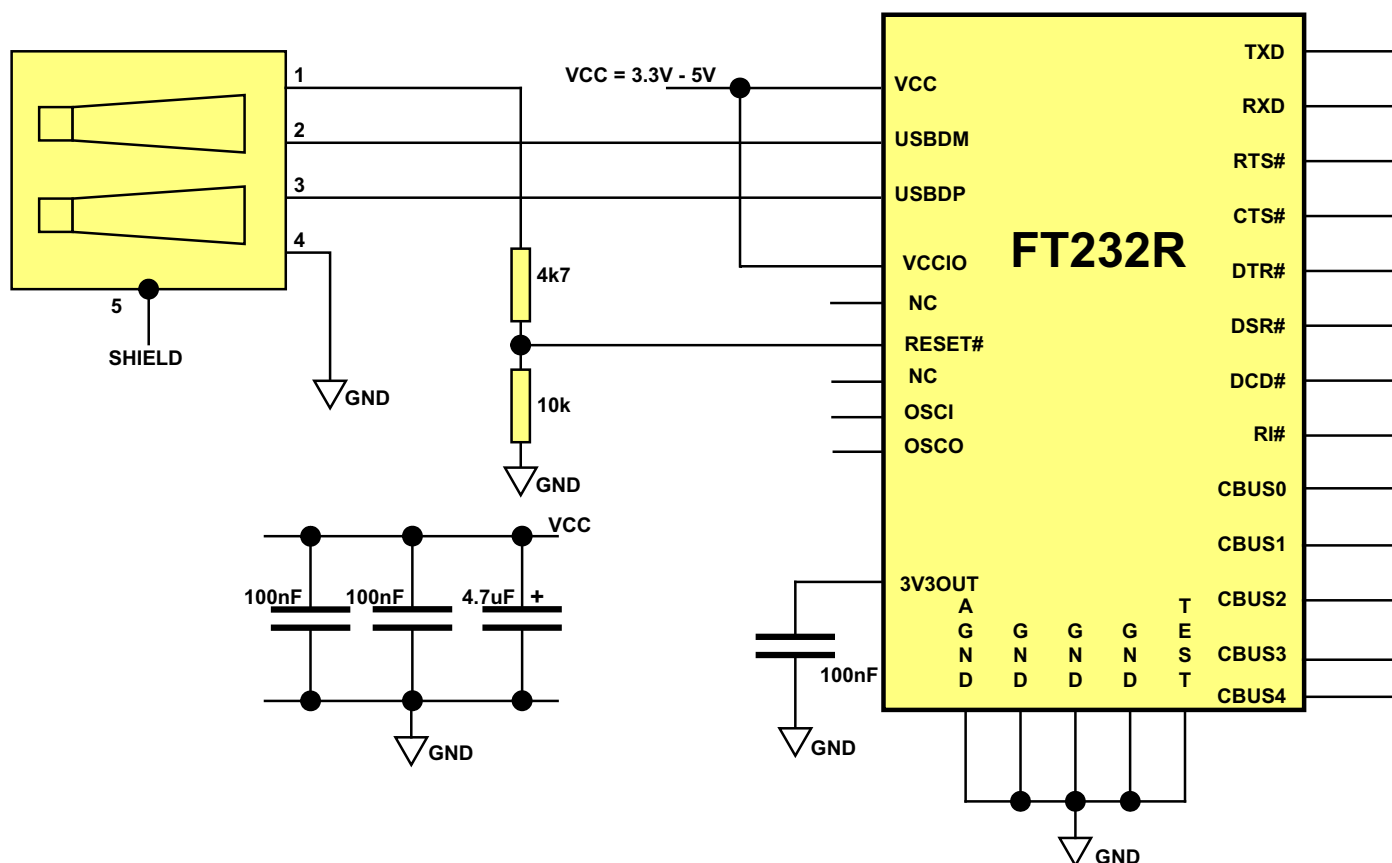 1
2
3
4
5
SHIELD
GND
VCC = 3.3V - 5V
4k7
10k
GND
VCC
100nF
100nF
4.7uF +
GND
FT232R
VCC
USBDM
USBDP
VCCIO
NC
RESET#
NC
OSCI
OSCO
3V3OUT
100nF
GND
AGND
GND
GND
GND
TEST
GND
TXD
RXD
RTS#
CTS#
DTR#
DSR#
DCD#
RI#
CBUS0
CBUS1
CBUS2
CBUS3
CBUS4